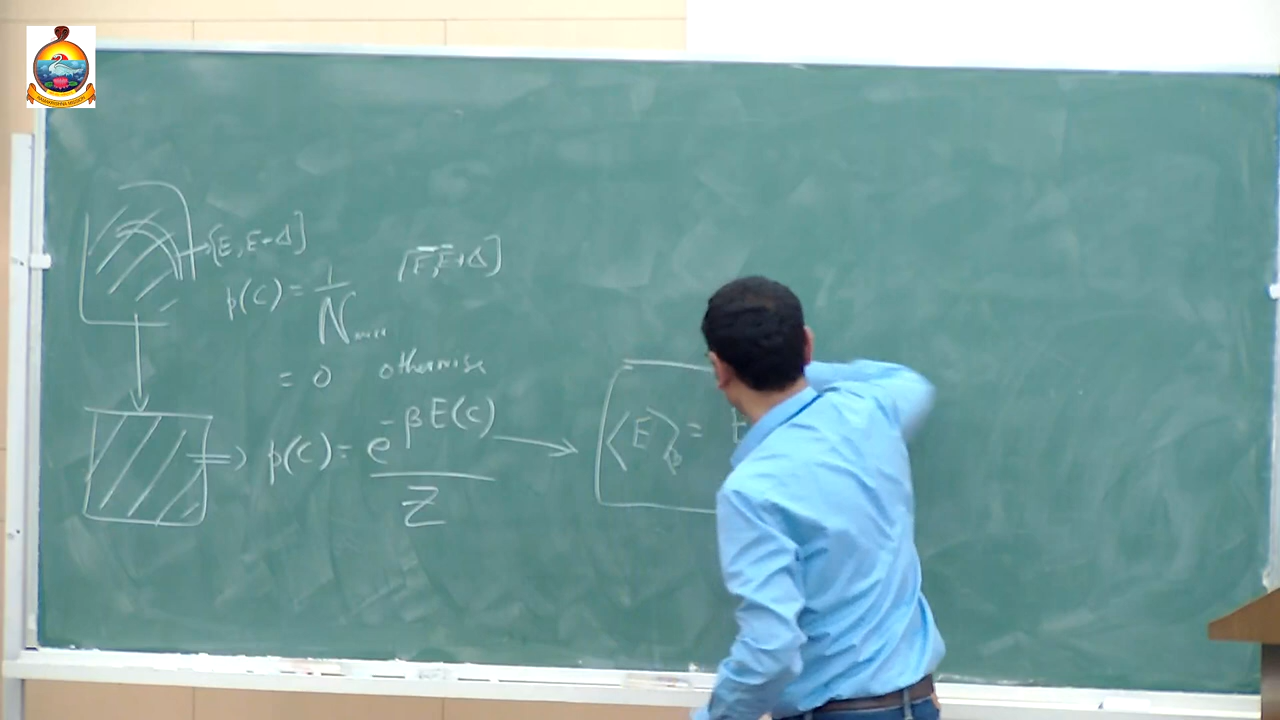 [E, E+Δ]
p(C) = 1/N [E, E+Δ]
= 0 otherwise
p(C) = e^{-βE(C)} / Z → ⟨E⟩_β = E